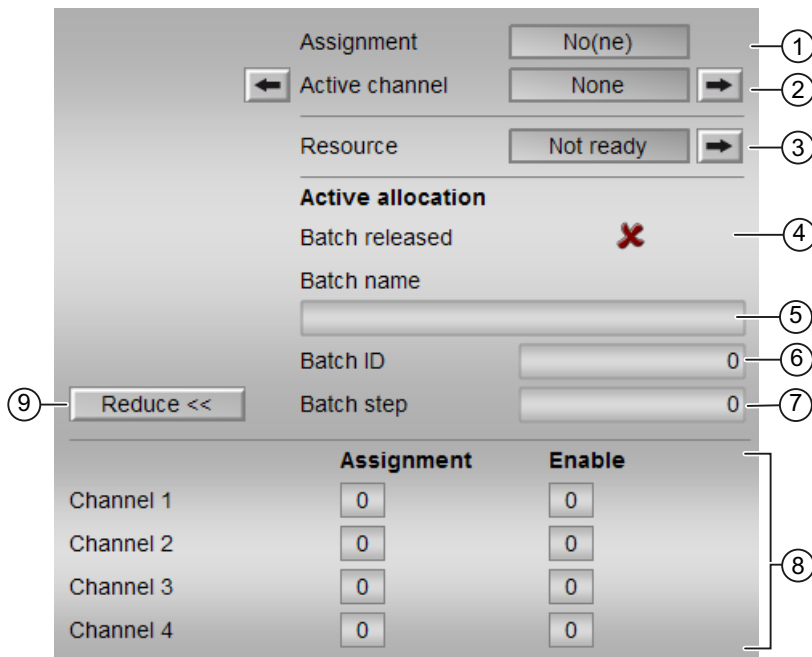 Assignment No(ne) 1
Active channel None 2
Resource Not ready 3
Active allocation
Batch released 4
Batch name
5
Batch ID 0 6
9 Reduce << Batch step 0 7
Assignment Enable
Channel 1 0 0
Channel 2 0 0
8
Channel 3 0 0
Channel 4 0 0